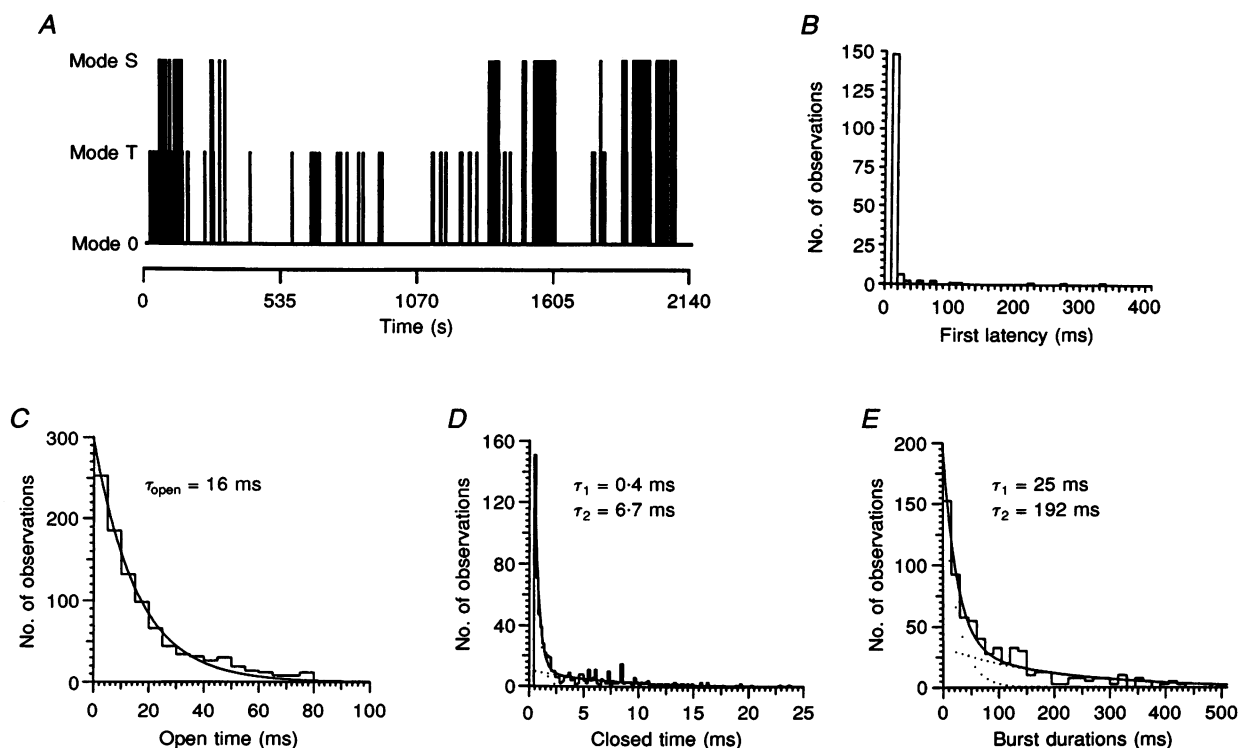 A
Mode S
Mode T
Mode 0
0 535 1070 1605 2140
Time (s)
B
150
125
100
75
50
25
0
No. of observations
0 100 200 300 400
First latency (ms)
C
300
200
100
0
No. of observations
τopen = 16 ms
0 20 40 60 80 100
Open time (ms)
D
160
120
80
40
0
No. of observations
τ1 = 0·4 ms
τ2 = 6·7 ms
0 5 10 15 20 25
Closed time (ms)
E
200
150
100
50
0
No. of observations
τ1 = 25 ms
τ2 = 192 ms
0 100 200 300 400 500
Burst durations (ms)